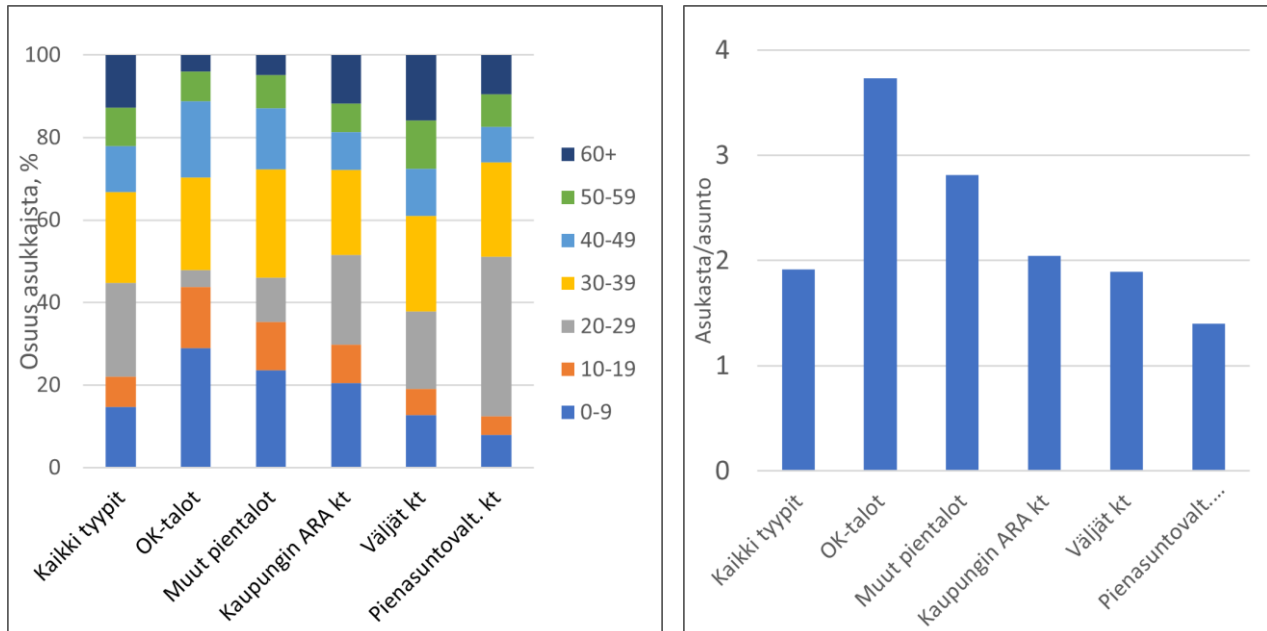 Osuus asukkaista, %
100
80
60
40
20
0
Kaikki tyypit
OK-talot
Muut pientalot
Kaupungin ARA kt
Väljät kt
Pienasuntovalt. kt
60+
50-59
40-49
30-39
20-29
10-19
0-9
Asukasta/asunto
4
3
2
1
0
Kaikki tyypit
OK-talot
Muut pientalot
Kaupungin ARA kt
Väljät kt
Pienasuntovalt....